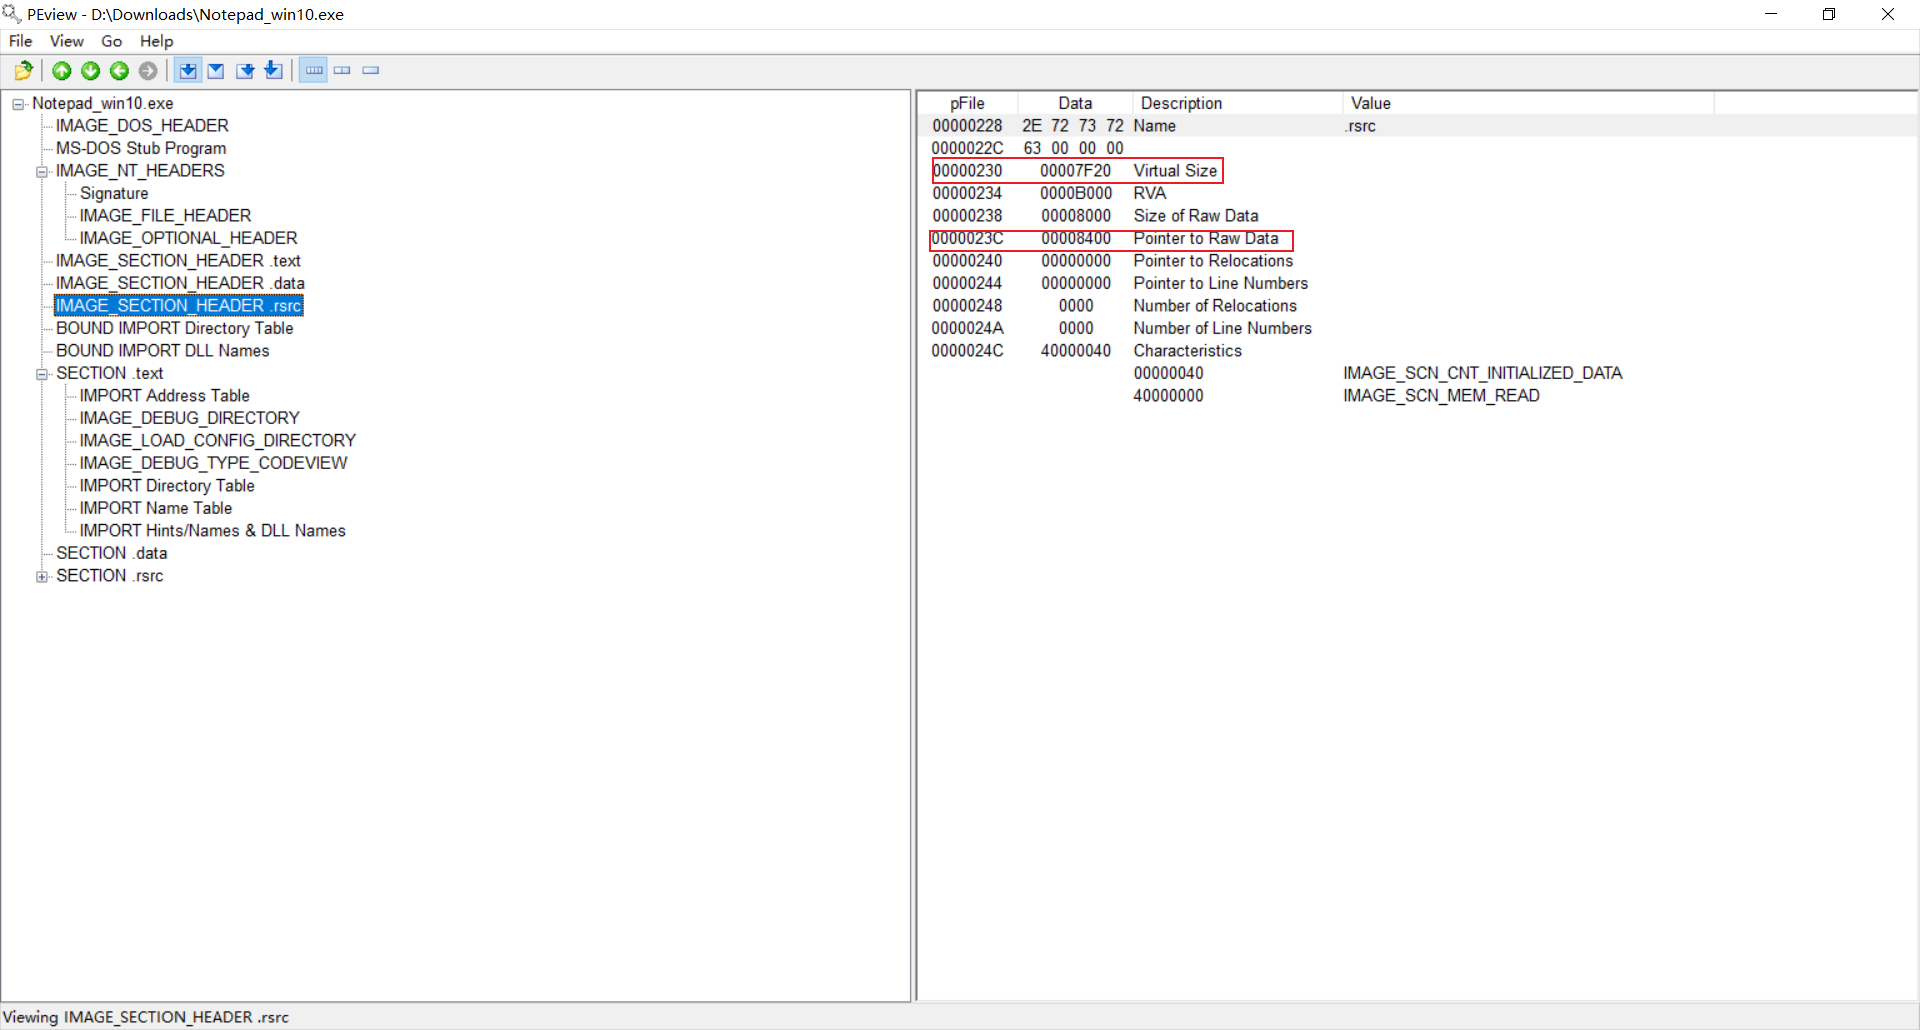 PEview - D:\Downloads\Notepad_win10.exe
File View Go Help
Notepad_win10.exe
IMAGE_DOS_HEADER
MS-DOS Stub Program
IMAGE_NT_HEADERS
Signature
IMAGE_FILE_HEADER
IMAGE_OPTIONAL_HEADER
IMAGE_SECTION_HEADER .text
IMAGE_SECTION_HEADER .data
IMAGE_SECTION_HEADER .rsrc
BOUND IMPORT Directory Table
BOUND IMPORT DLL Names
SECTION .text
IMPORT Address Table
IMAGE_DEBUG_DIRECTORY
IMAGE_LOAD_CONFIG_DIRECTORY
IMAGE_DEBUG_TYPE_CODEVIEW
IMPORT Directory Table
IMPORT Name Table
IMPORT Hints/Names & DLL Names
SECTION .data
SECTION .rsrc
pFile Data Description Value
00000228 2E 72 73 72 Name .rsrc
0000022C 63 00 00 00
00000230 00007F20 Virtual Size
00000234 0000B000 RVA
00000238 00008000 Size of Raw Data
0000023C 00008400 Pointer to Raw Data
00000240 00000000 Pointer to Relocations
00000244 00000000 Pointer to Line Numbers
00000248 0000 Number of Relocations
0000024A 0000 Number of Line Numbers
0000024C 40000040 Characteristics
00000040 IMAGE_SCN_CNT_INITIALIZED_DATA
40000000 IMAGE_SCN_MEM_READ
Viewing IMAGE_SECTION_HEADER .rsrc